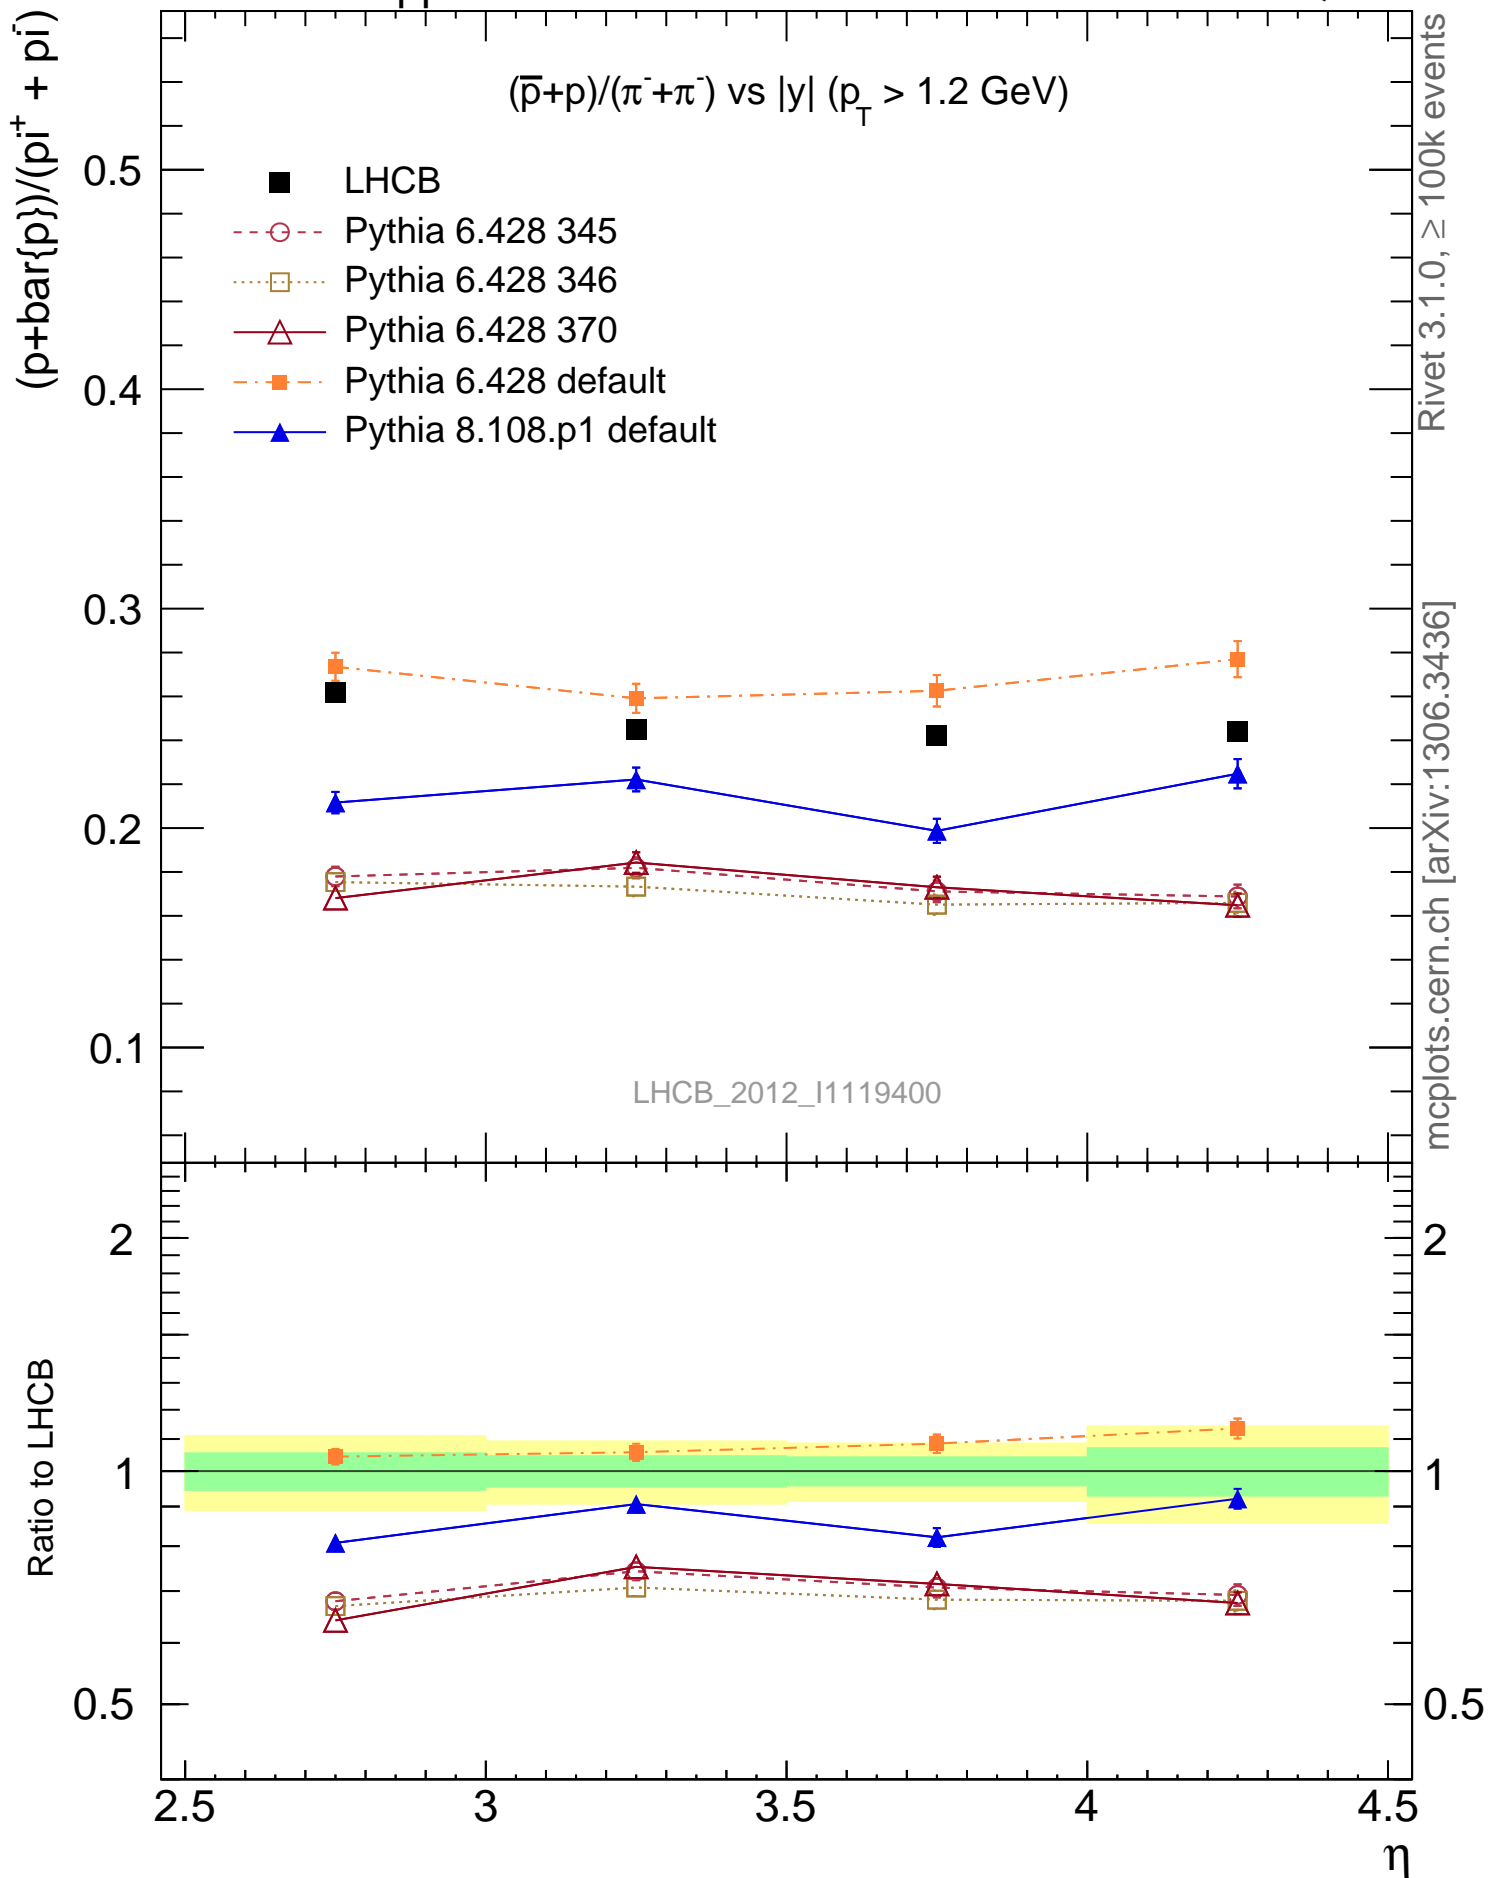 (p̅+p)/(π⁻+π⁻) vs |y| (p_T > 1.2 GeV)
(p+bar{p})/(pi⁺ + pi⁻)
LHCB
Pythia 6.428 345
Pythia 6.428 346
Pythia 6.428 370
Pythia 6.428 default
Pythia 8.108.p1 default
0.5
0.4
0.3
0.2
0.1
LHCB_2012_I1119400
Rivet 3.1.0, ≥ 100k events
mcplots.cern.ch [arXiv:1306.3436]
Ratio to LHCB
2
1
0.5
2
1
0.5
2.5 3 3.5 4 4.5
η